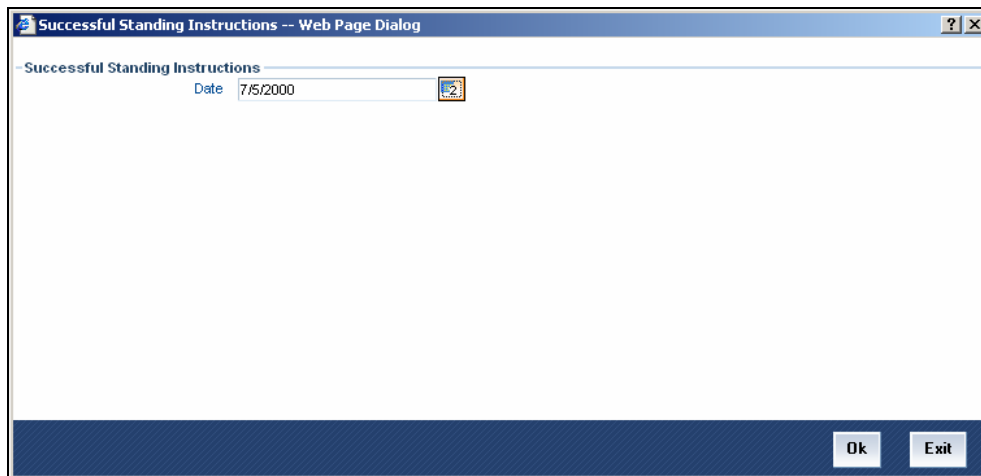 Successful Standing Instructions -- Web Page Dialog
Successful Standing Instructions
Date 7/5/2000
Ok Exit